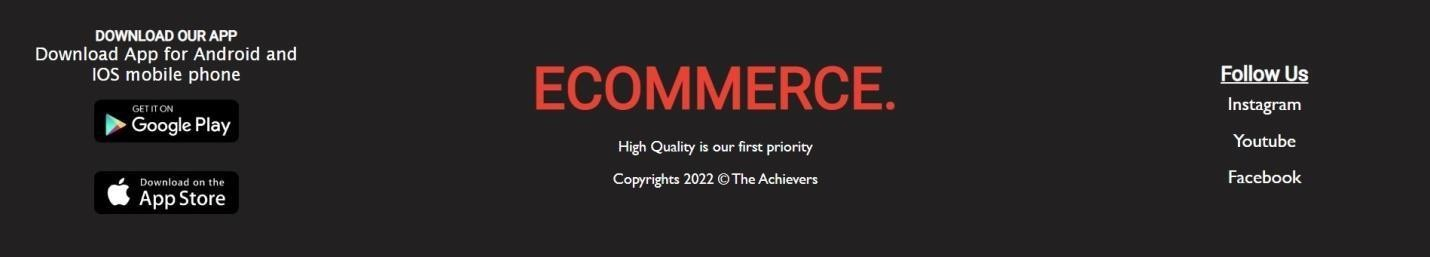 DOWNLOAD OUR APP
Download App for Android and
IOS mobile phone
GET IT ON
Google Play
Download on the
App Store
ECOMMERCE.
High Quality is our first priority
Copyrights 2022 © The Achievers
Follow Us
Instagram
Youtube
Facebook